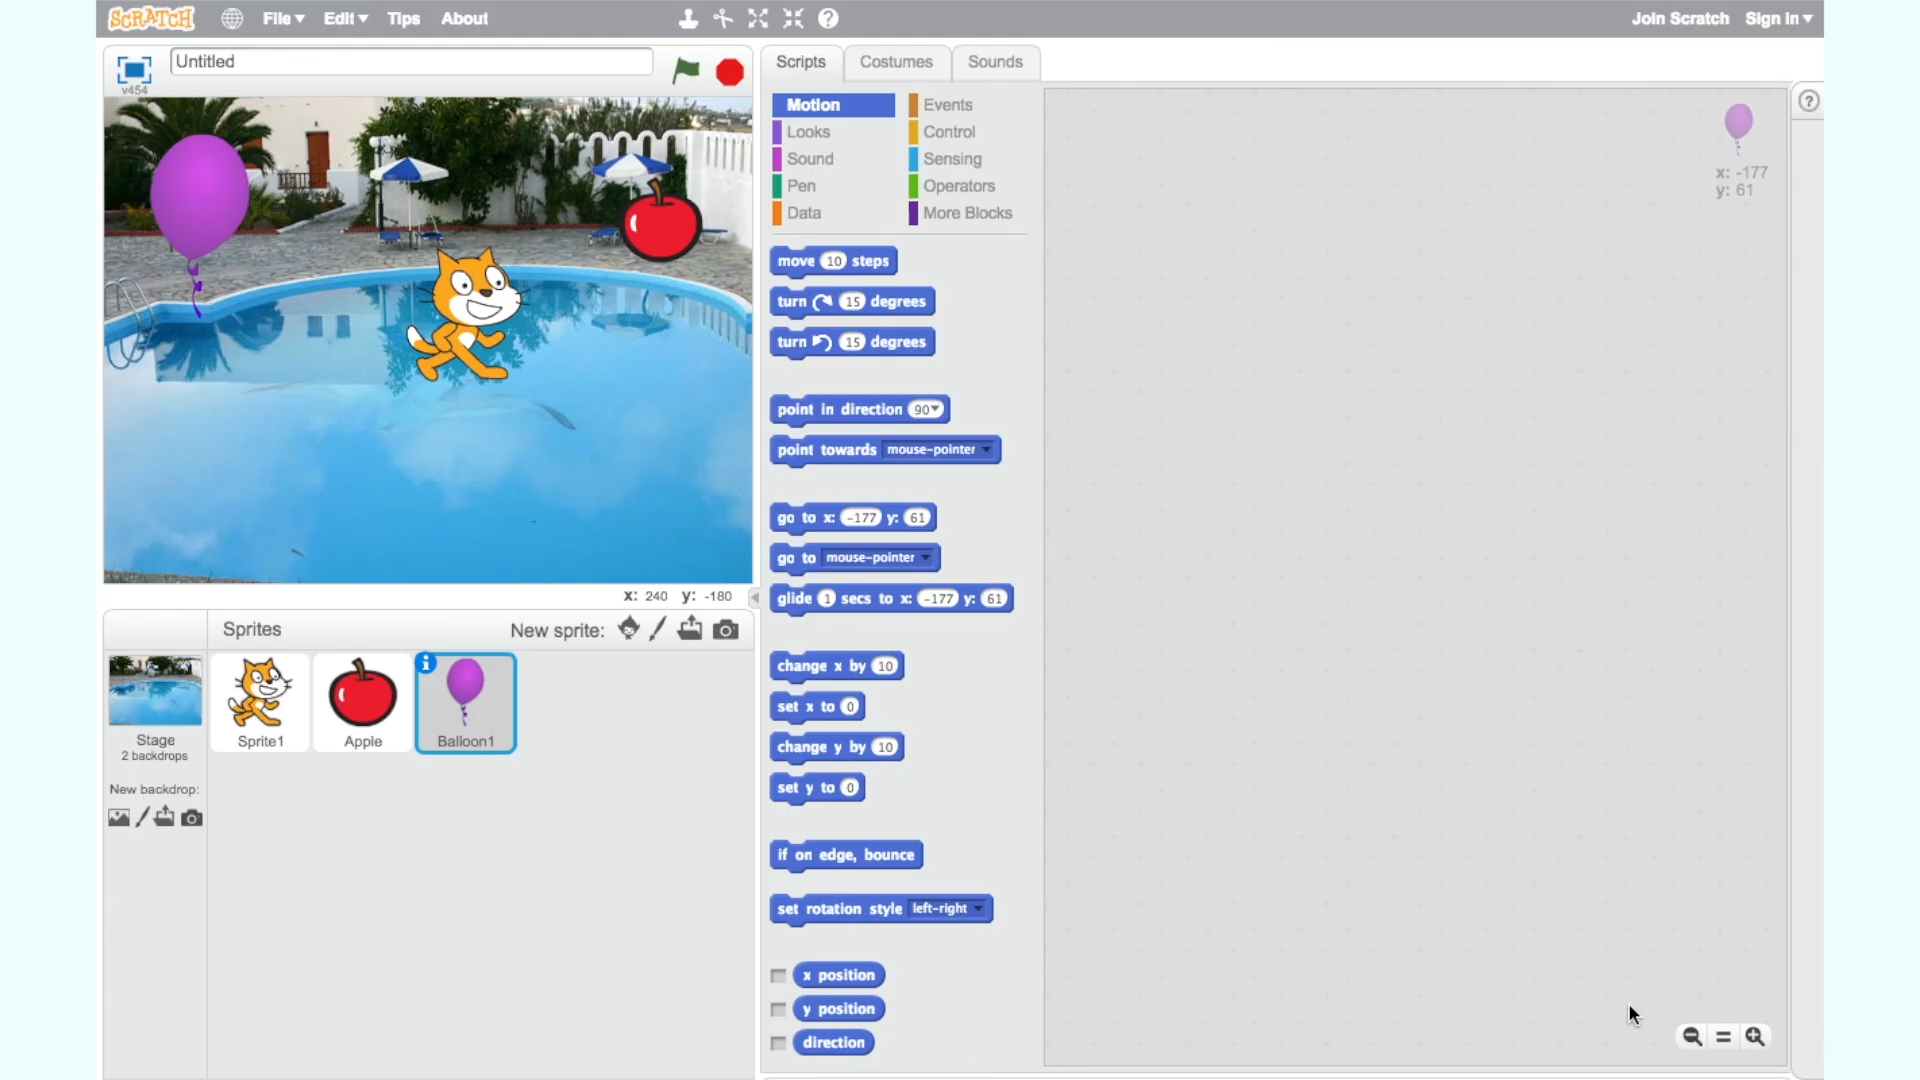 SCRATCH File Edit Tips About Join Scratch Sign in
Untitled
v454
x: 240 y: -180
Sprites New sprite:
Sprite1 Apple Balloon1
Stage
2 backdrops
New backdrop:
Scripts Costumes Sounds
Motion Events
Looks Control
Sound Sensing
Pen Operators
Data More Blocks
move 10 steps
turn 15 degrees
turn 15 degrees
point in direction 90
point towards mouse-pointer
go to x: -177 y: 61
go to mouse-pointer
glide 1 secs to x: -177 y: 61
change x by 10
set x to 0
change y by 10
set y to 0
if on edge, bounce
set rotation style left-right
x position
y position
direction
x: -177
y: 61